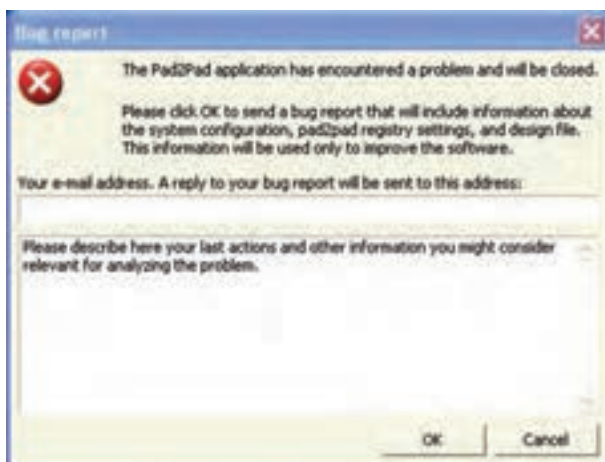 Bug report
The Pad2Pad application has encountered a problem and will be closed.
Please click OK to send a bug report that will include information about
the system configuration, pad2pad registry settings, and design file.
This information will be used only to improve the software.
Your e-mail address. A reply to your bug report will be sent to this address:
Please describe here your last actions and other information you might consider
relevant for analyzing the problem.
OK Cancel